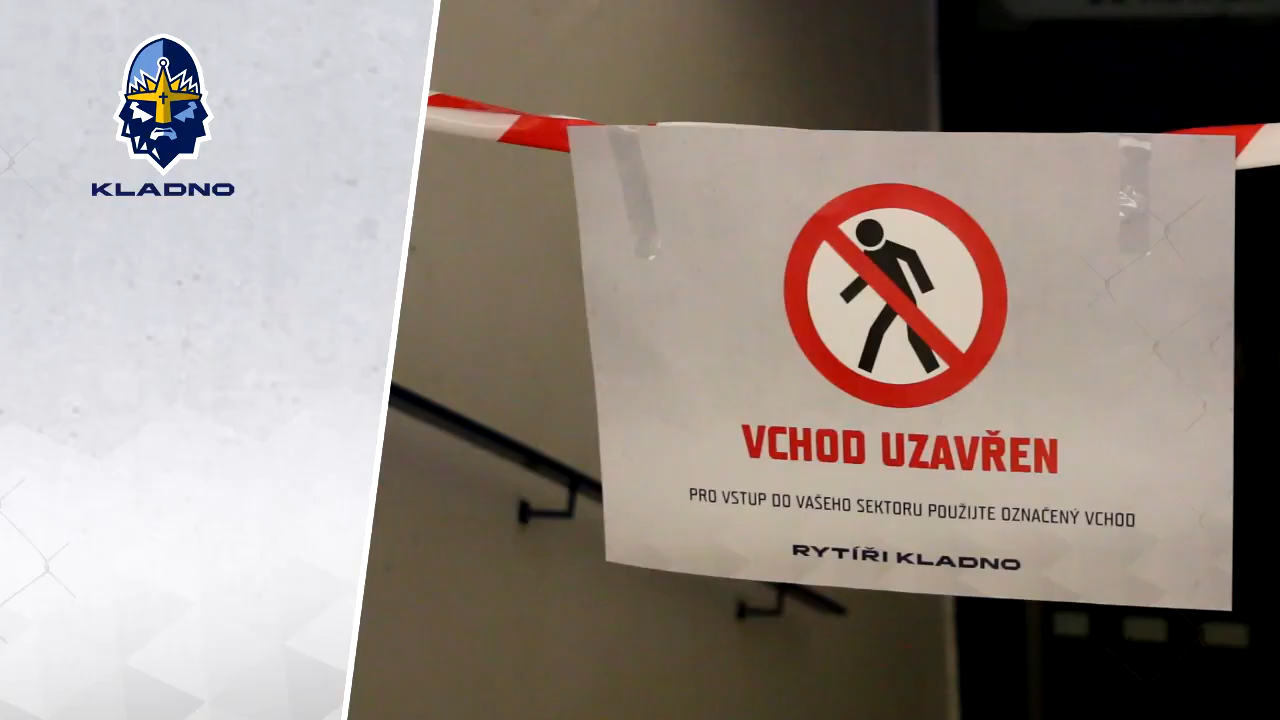 KLADNO
VCHOD UZAVŘEN
PRO VSTUP DO VAŠEHO SEKTORU POUŽIJTE OZNAČENÝ VCHOD
RYTÍŘI KLADNO